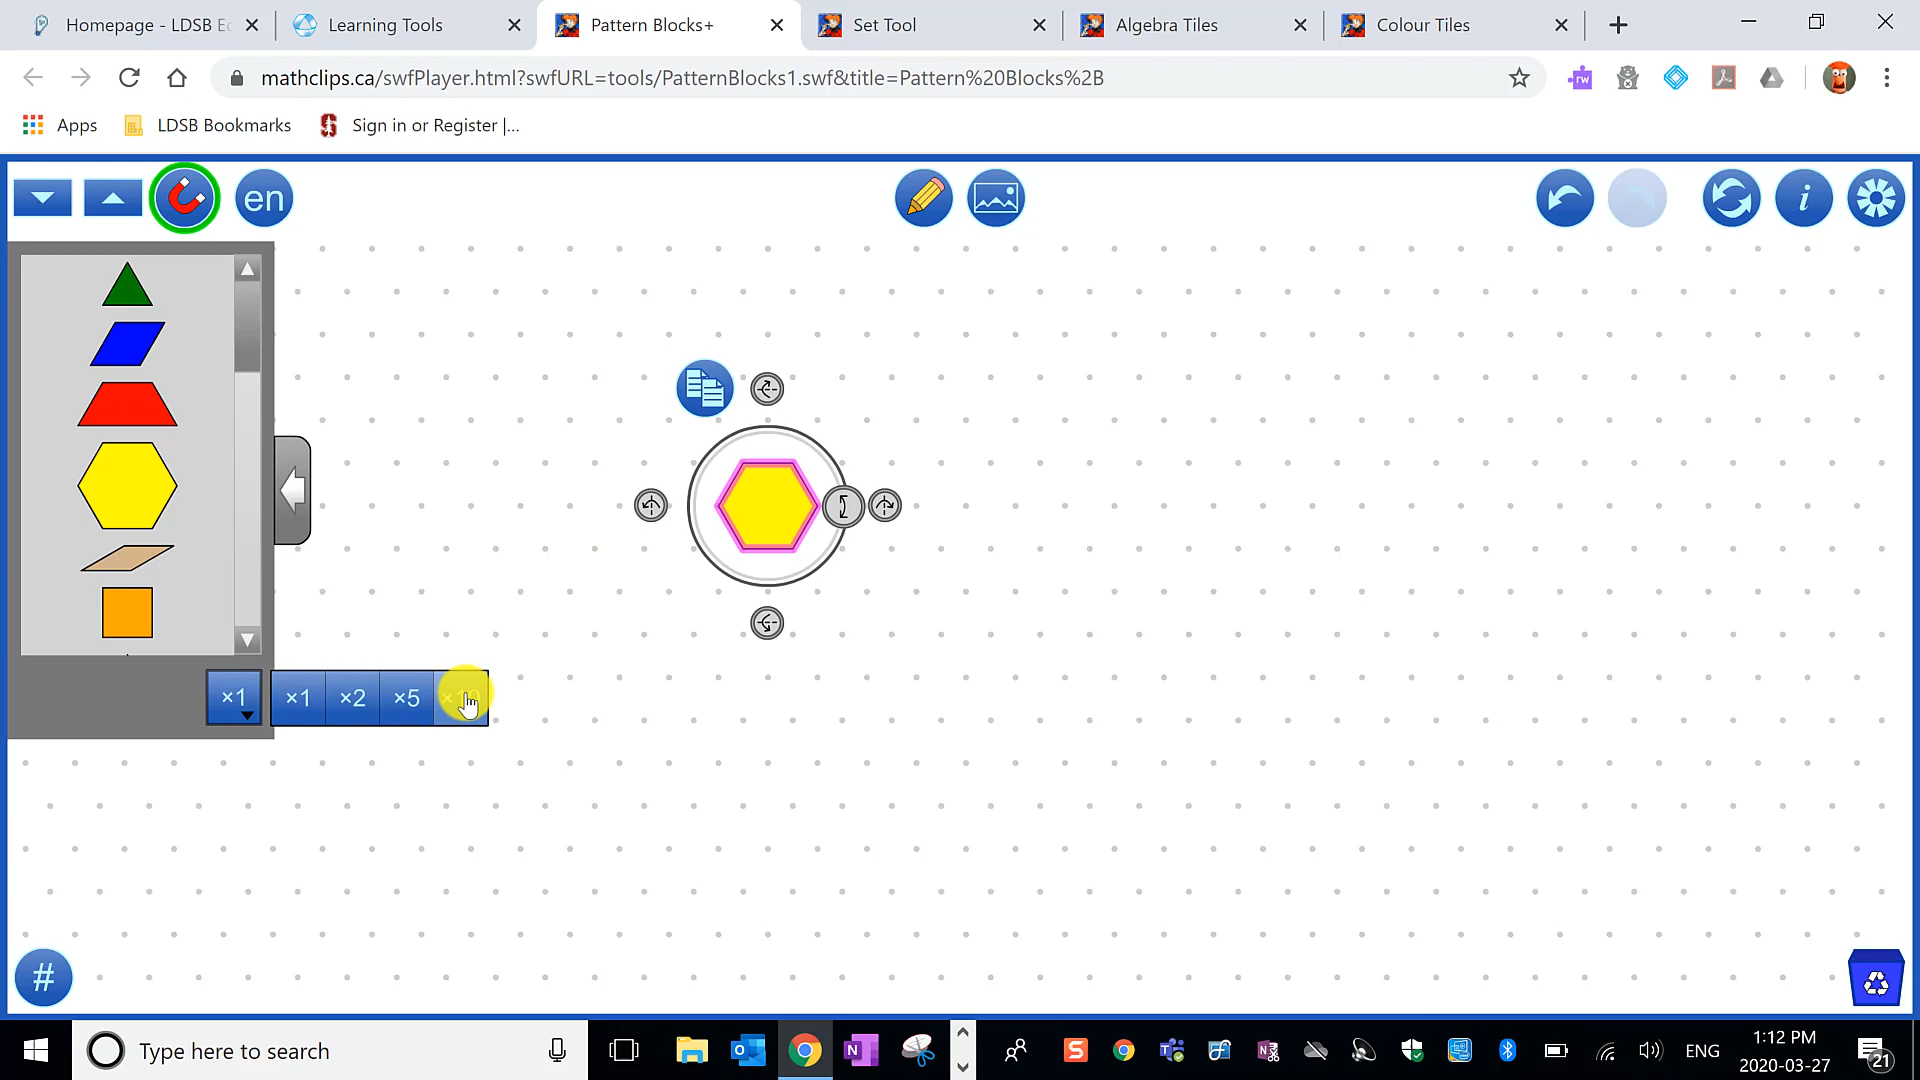 Homepage - LDSB Ec
Learning Tools
Pattern Blocks+
Set Tool
Algebra Tiles
Colour Tiles
mathclips.ca/swfPlayer.html?swfURL=tools/PatternBlocks1.swf&title=Pattern%20Blocks%2B
rw
Apps
LDSB Bookmarks
Sign in or Register |...
en
i
×1
×1
×2
×5
#
Type here to search
N
S
ENG
1:12 PM
2020-03-27
21